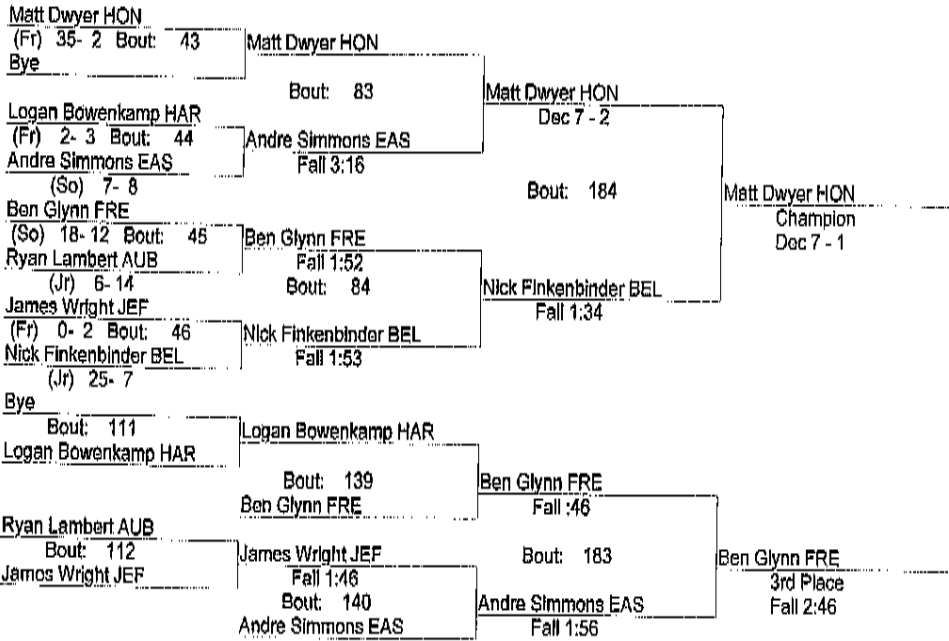 Matt Dwyer HON
(Fr) 35- 2 Bout: 43
Bye
Matt Dwyer HON
Bout: 83
Logan Bowenkamp HAR
(Fr) 2- 3 Bout: 44
Andre Simmons EAS
(So) 7- 8
Andre Simmons EAS
Fall 3:16
Matt Dwyer HON
Dec 7 - 2
Ben Glynn FRE
(So) 18- 12 Bout: 45
Ryan Lambert AUB
(Jr) 6- 14
Ben Glynn FRE
Fall 1:52
Bout: 84
James Wright JEF
(Fr) 0- 2 Bout: 46
Nick Finkenbinder BEL
(Jr) 25- 7
Nick Finkenbinder BEL
Fall 1:53
Nick Finkenbinder BEL
Fall 1:34
Bout: 184
Matt Dwyer HON
Champion
Dec 7 - 1
Bye
Bout: 111
Logan Bowenkamp HAR
Logan Bowenkamp HAR
Bout: 139
Ben Glynn FRE
Ben Glynn FRE
Fall :46
Ryan Lambert AUB
Bout: 112
James Wright JEF
James Wright JEF
Fall 1:46
Bout: 140
Andre Simmons EAS
Andre Simmons EAS
Fall 1:56
Bout: 183
Ben Glynn FRE
3rd Place
Fall 2:46